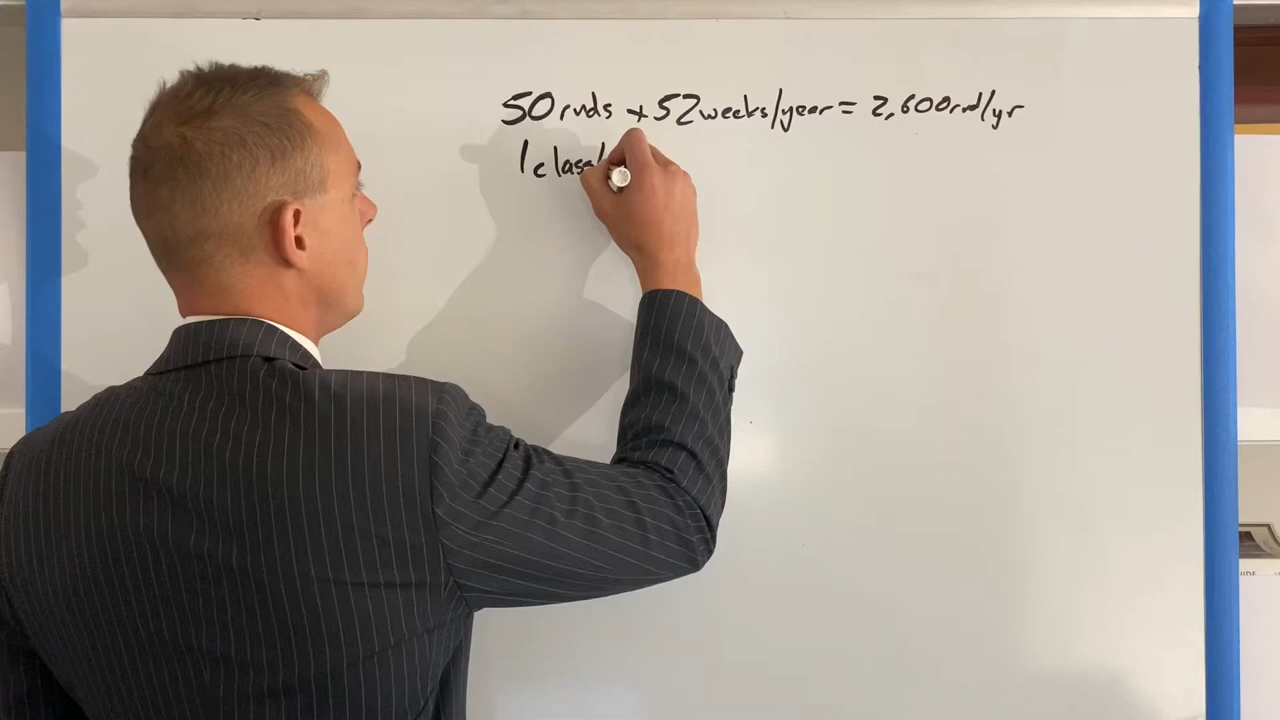 50 rnds + 52 weeks/year = 2,600 rnd/yr
1 class/